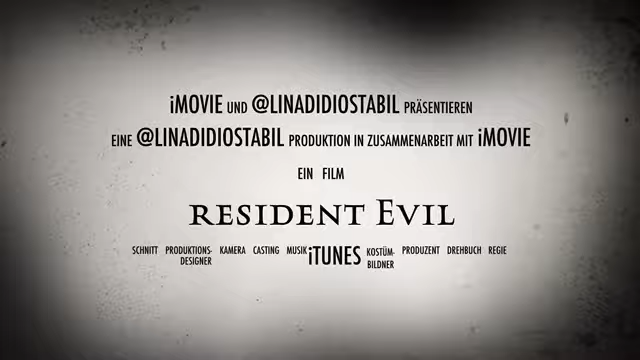 iMOVIE UND @LINADIDIOSTABIL PRÄSENTIEREN
EINE @LINADIDIOSTABIL PRODUKTION IN ZUSAMMENARBEIT MIT iMOVIE
EIN FILM
RESIDENT EVIL
SCHNITT PRODUKTIONS-DESIGNER KAMERA CASTING MUSIK iTUNES KOSTÜM-BILDNER PRODUZENT DREHBUCH REGIE